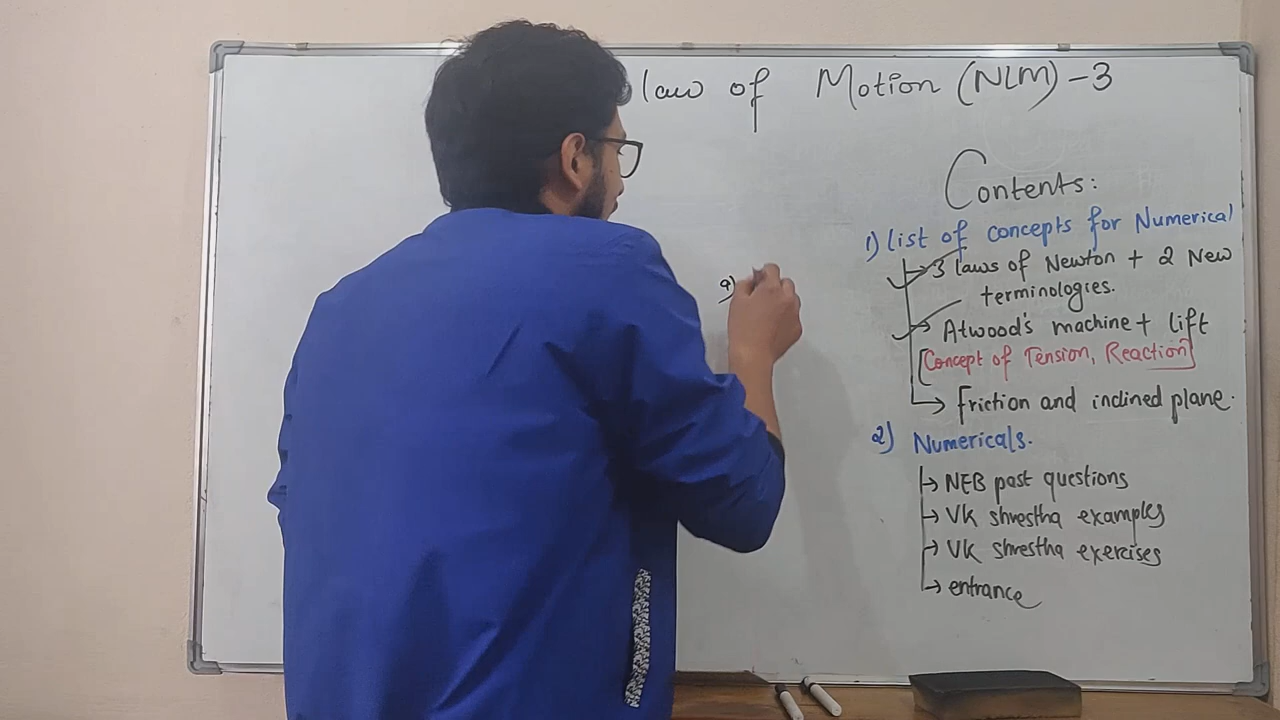 law of Motion (NLM) - 3
Contents:
1) List of concepts for Numerical
→ 3 laws of Newton + 2 New
terminologies.
→ Atwood's machine + lift
[Concept of Tension, Reaction]
→ friction and inclined plane.
2) Numericals.
→ NEB past questions
→ VK shrestha examples
→ VK shrestha exercises
→ entrance